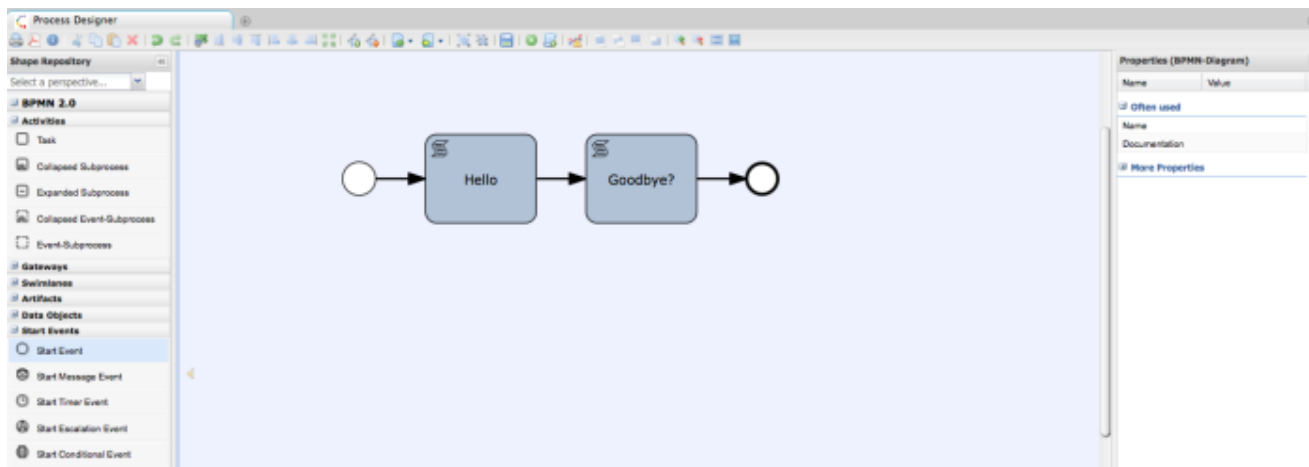 Process Designer
Shape Repository
Select a perspective...
BPMN 2.0
Activities
Task
Collapsed Subprocess
Expanded Subprocess
Collapsed Event-Subprocess
Event-Subprocess
Gateways
Swimlanes
Artifacts
Data Objects
Start Events
Start Event
Start Message Event
Start Timer Event
Start Escalation Event
Start Conditional Event
Hello
Goodbye?
Properties (BPMN-Diagram)
Name Value
Often used
Name
Documentation
More Properties